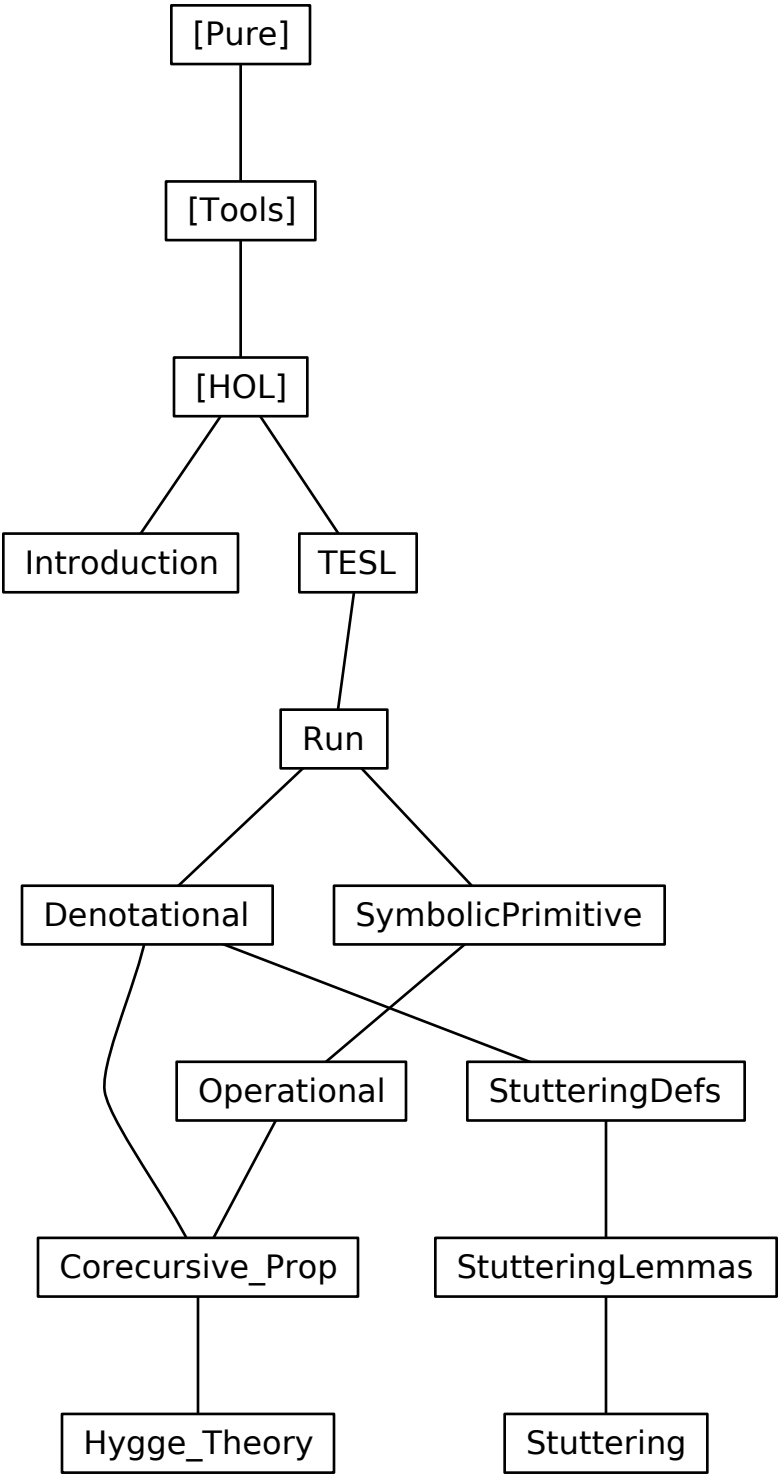 [Pure]
[Tools]
[HOL]
Introduction
TESL
Run
Denotational
SymbolicPrimitive
Operational
StutteringDefs
Corecursive_Prop
StutteringLemmas
Hygge_Theory
Stuttering